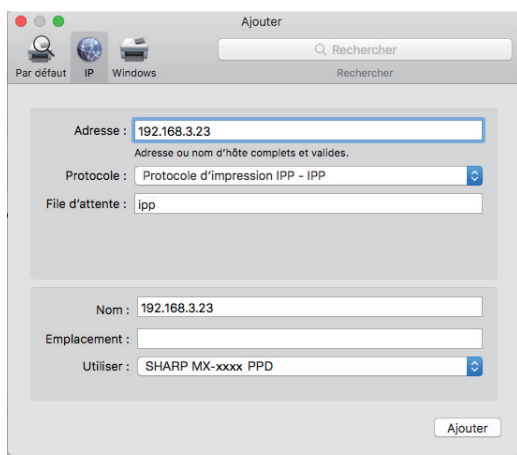 Ajouter
Rechercher
Par défaut IP Windows Rechercher
Adresse : 192.168.3.23
Adresse ou nom d'hôte complets et valides.
Protocole : Protocole d'impression IPP - IPP
File d'attente : ipp
Nom : 192.168.3.23
Emplacement :
Utiliser : SHARP MX-xxxx PPD
Ajouter